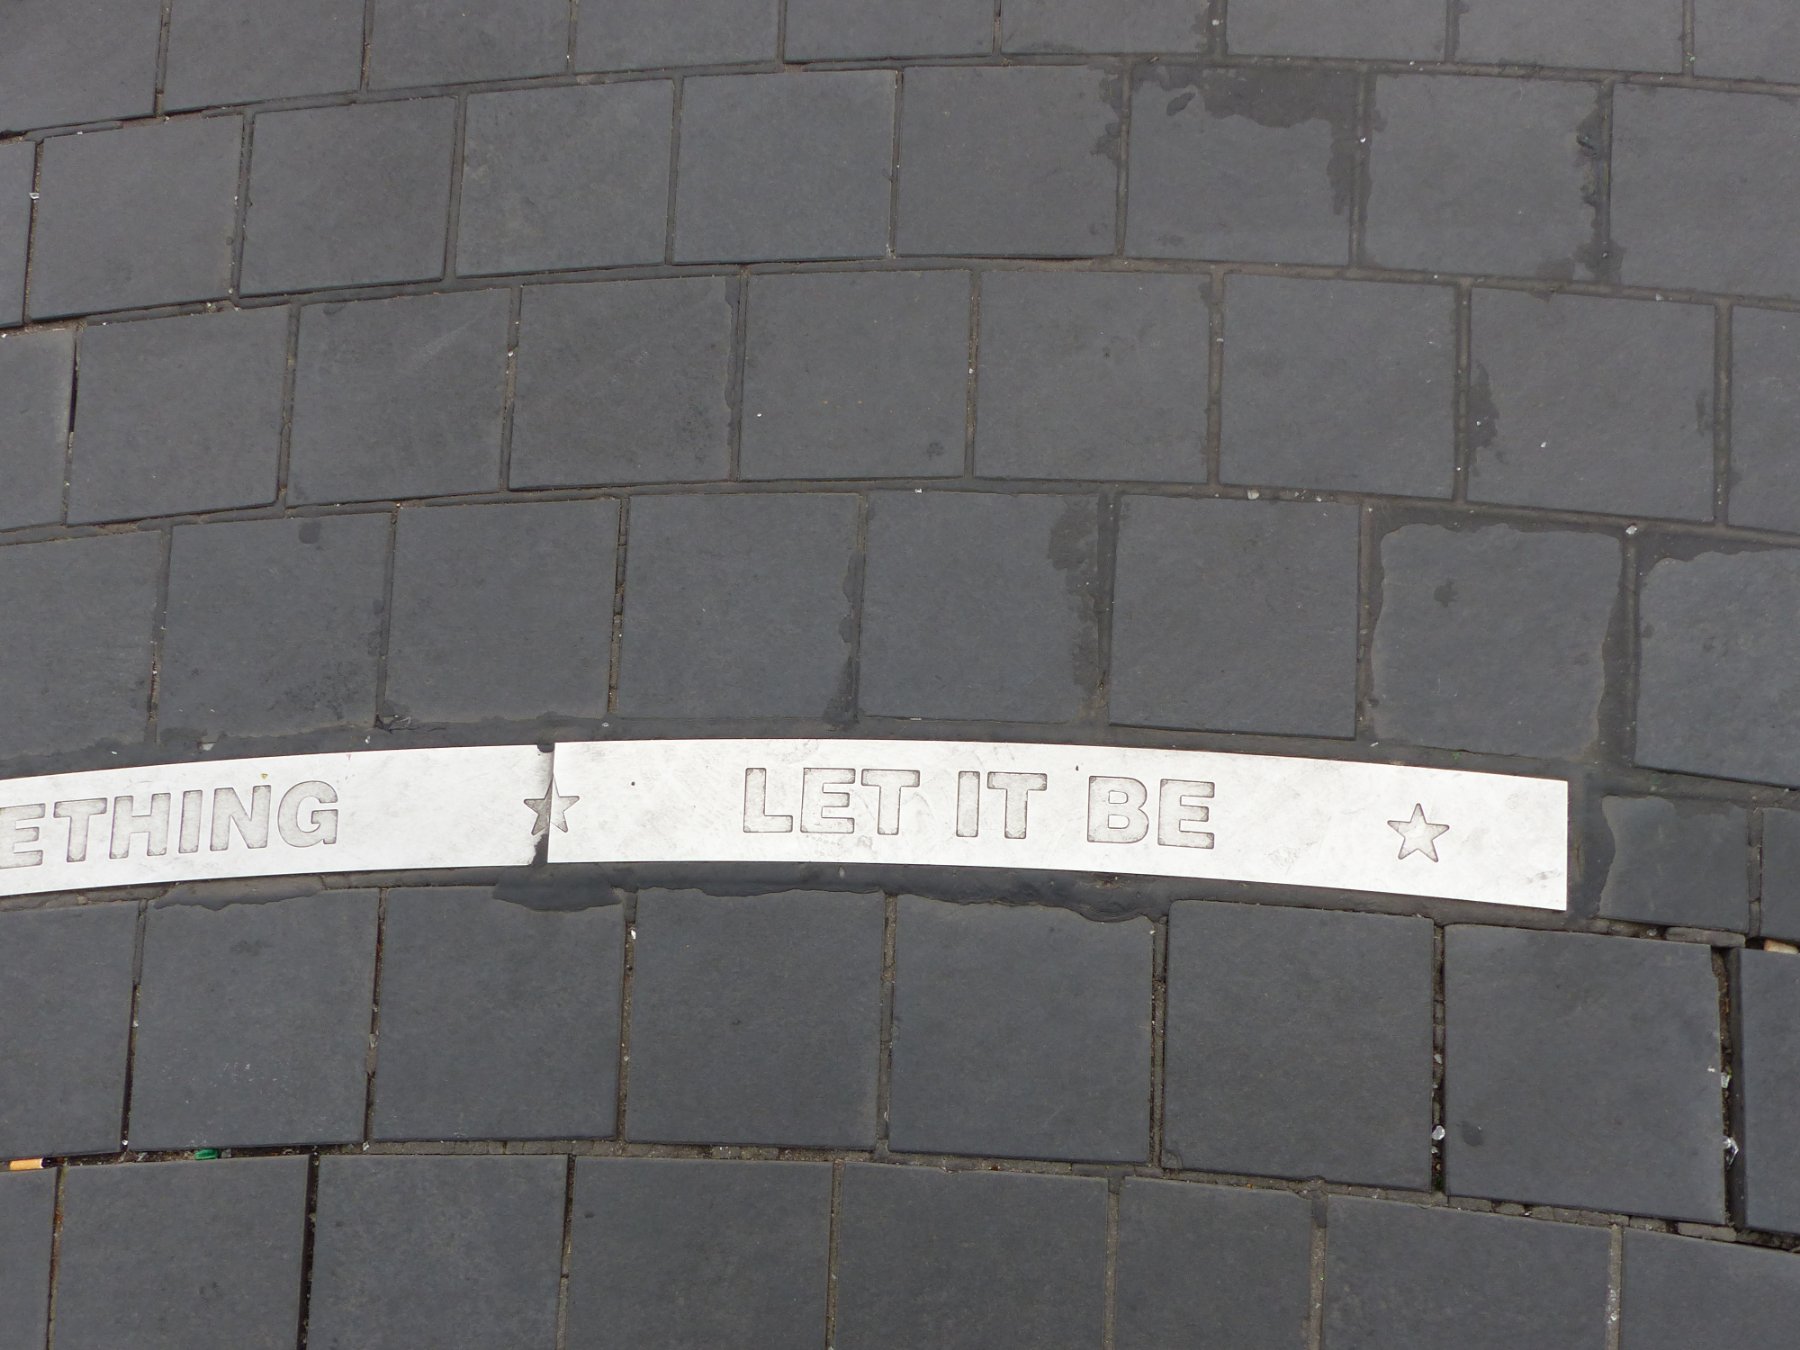 ETHING ★ LET IT BE ★